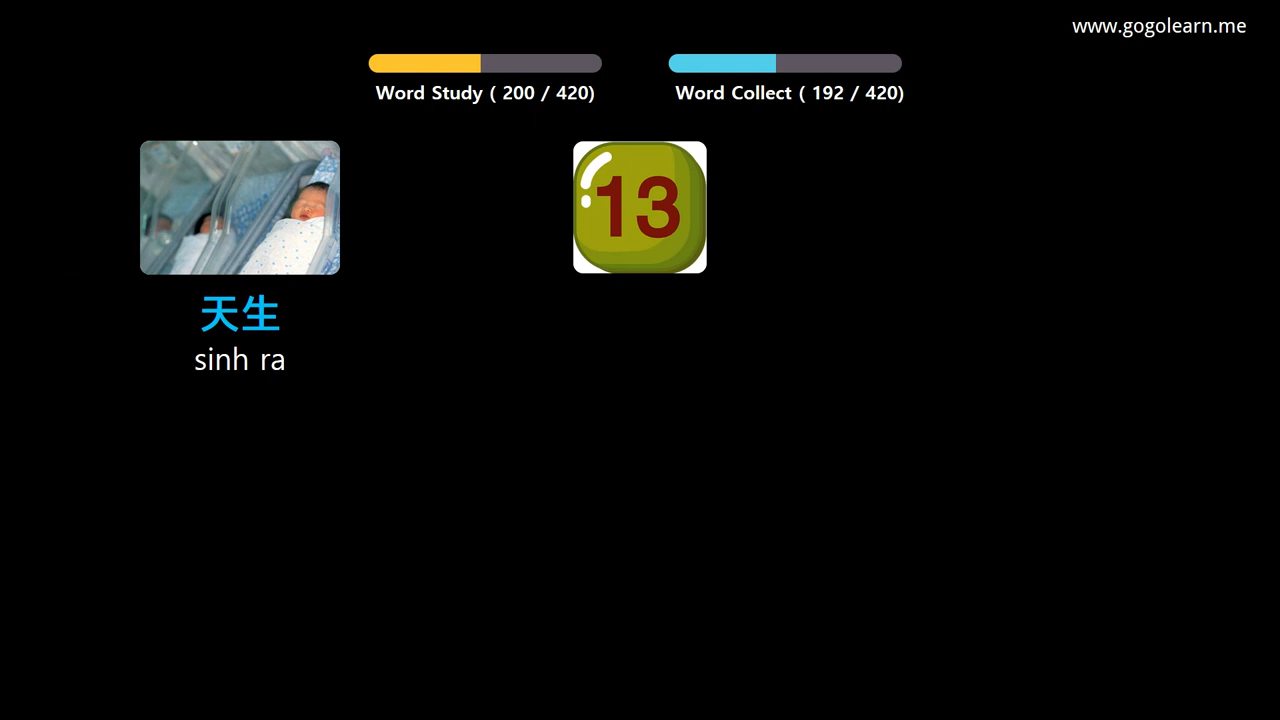 www.gogolearn.me
Word Study ( 200 / 420)
Word Collect ( 192 / 420)
13
天生
sinh ra